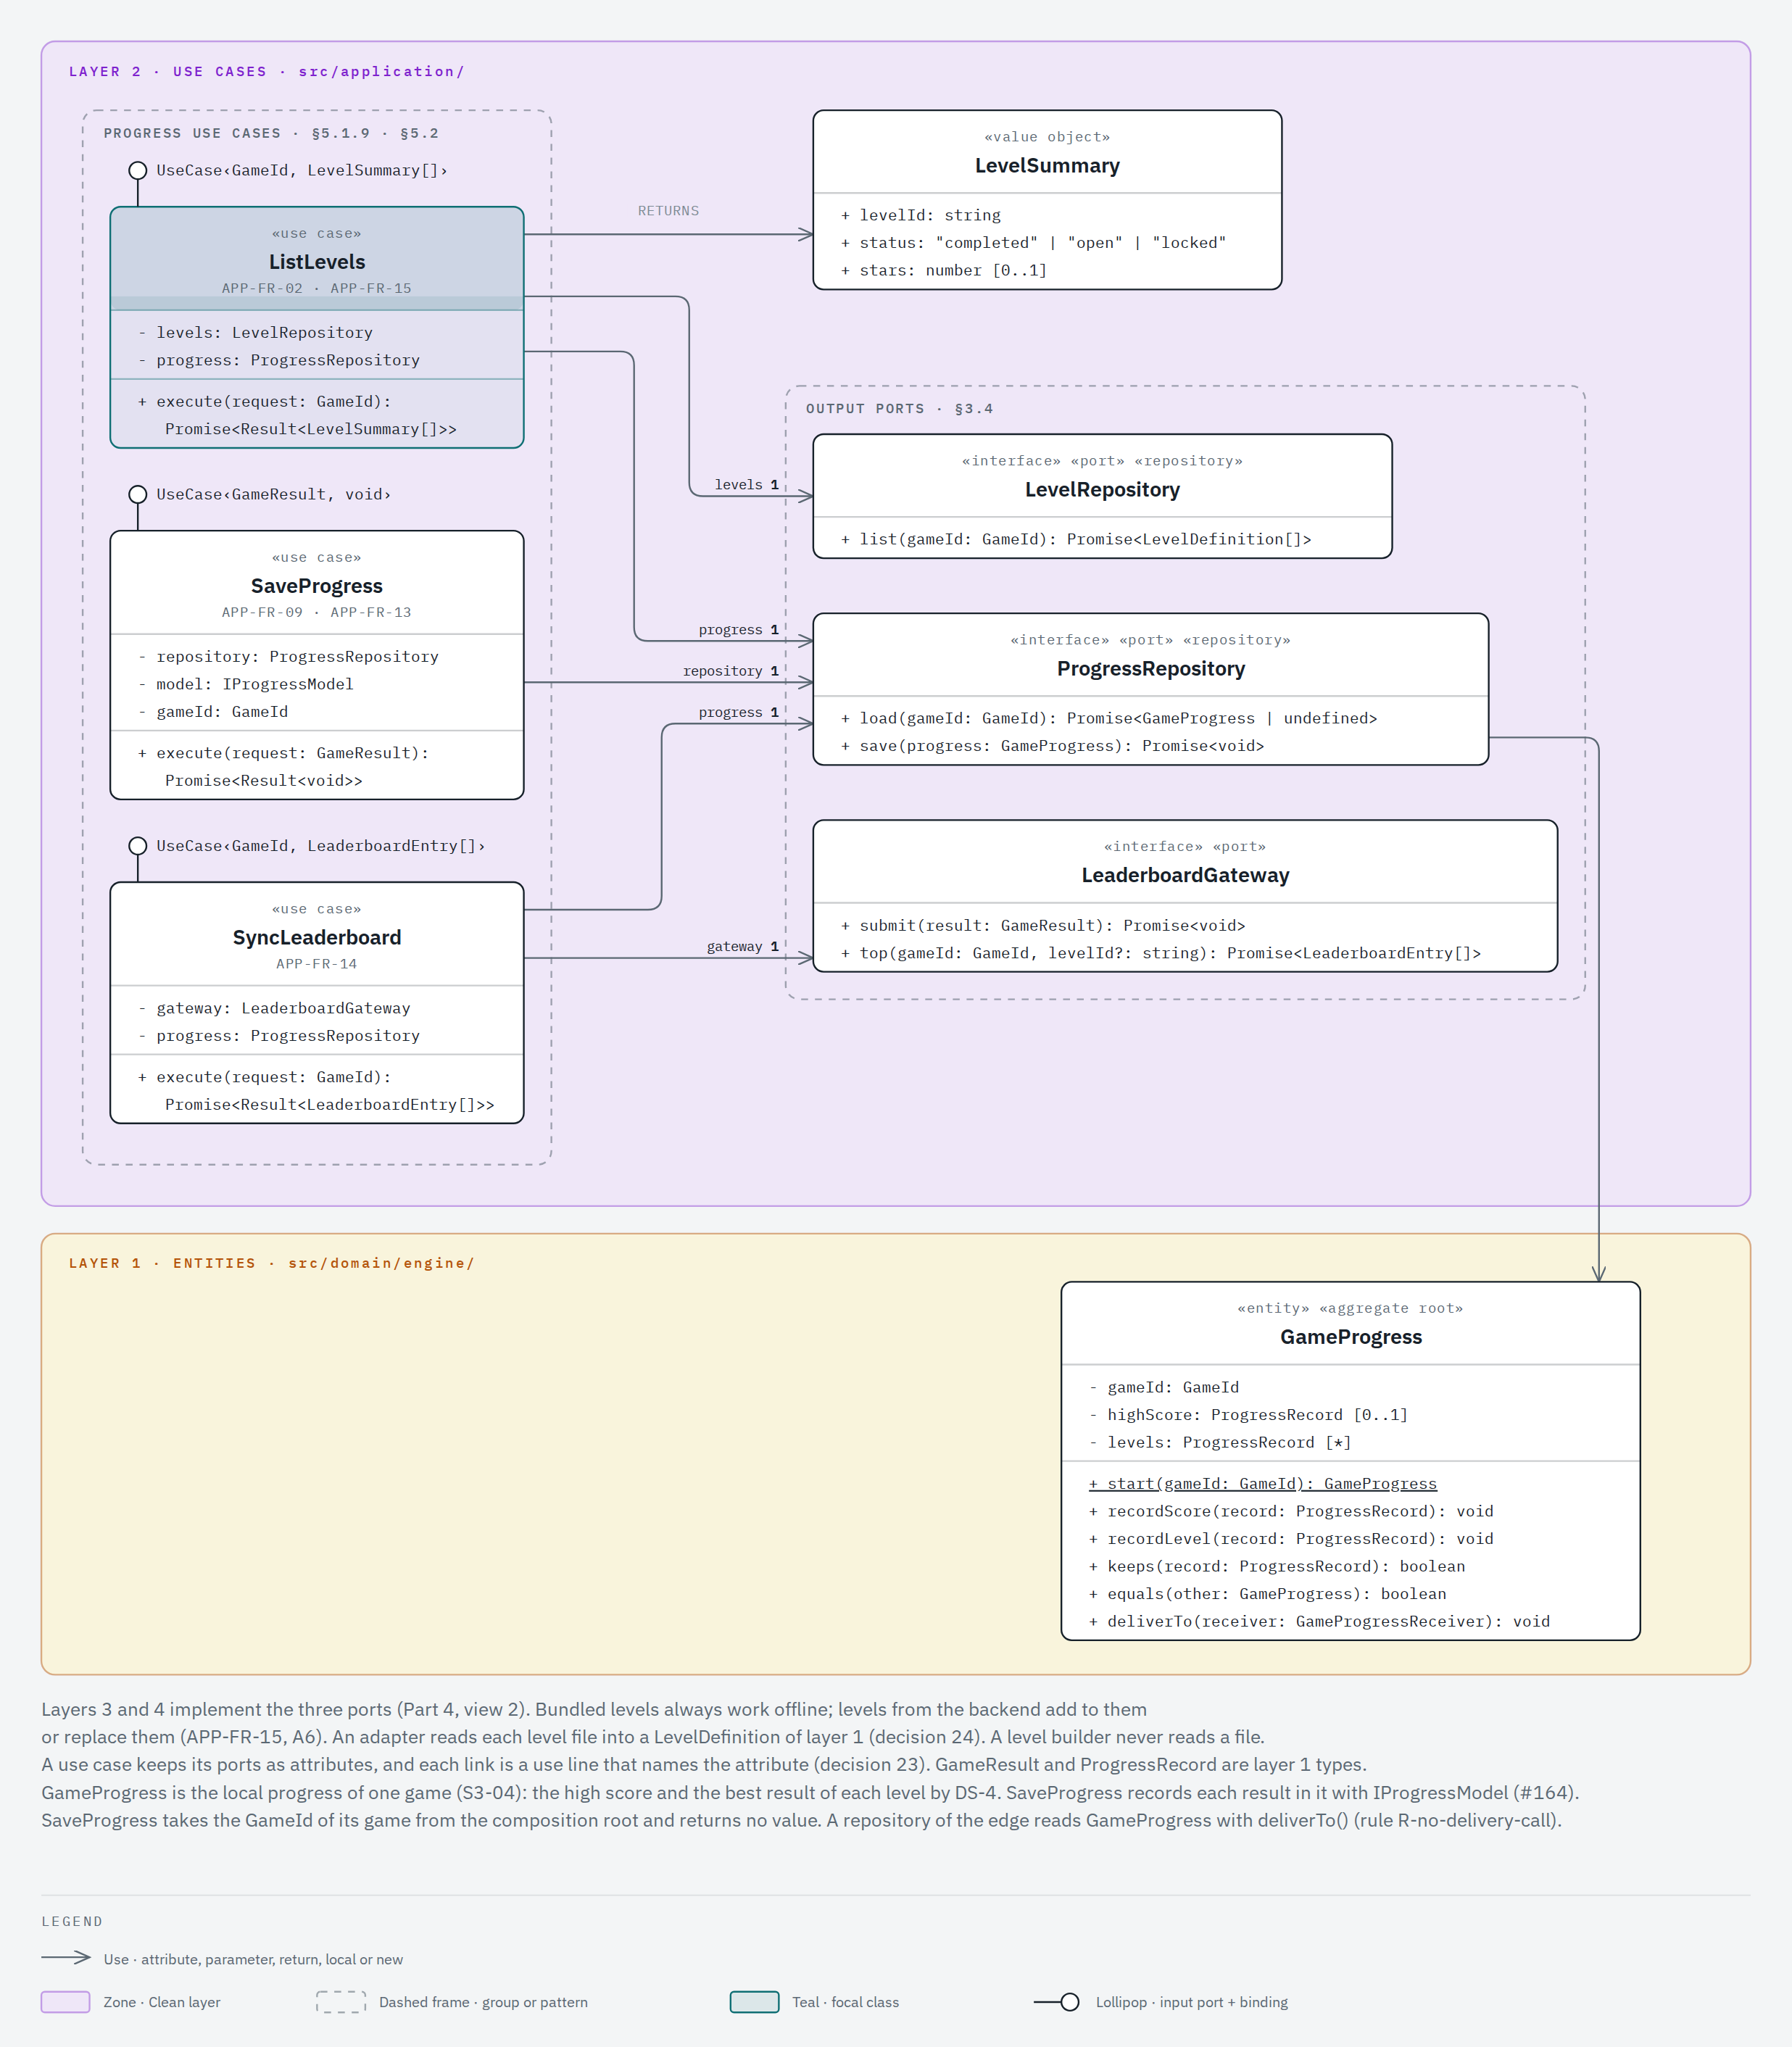 LAYER 2 · USE CASES · src/application/
PROGRESS USE CASES · §5.1.9 · §5.2
UseCase‹GameId, LevelSummary[]›
«use case»
ListLevels
APP-FR-02 · APP-FR-15
- levels: LevelRepository
- progress: ProgressRepository
+ execute(request: GameId):
Promise<Result<LevelSummary[]>>
UseCase‹GameResult, void›
«use case»
SaveProgress
APP-FR-09 · APP-FR-13
- repository: ProgressRepository
- model: IProgressModel
- gameId: GameId
+ execute(request: GameResult):
Promise<Result<void>>
UseCase‹GameId, LeaderboardEntry[]›
«use case»
SyncLeaderboard
APP-FR-14
- gateway: LeaderboardGateway
- progress: ProgressRepository
+ execute(request: GameId):
Promise<Result<LeaderboardEntry[]>>
RETURNS
levels 1
progress 1
repository 1
progress 1
gateway 1
«value object»
LevelSummary
+ levelId: string
+ status: "completed" | "open" | "locked"
+ stars: number [0..1]
OUTPUT PORTS · §3.4
«interface» «port» «repository»
LevelRepository
+ list(gameId: GameId): Promise<LevelDefinition[]>
«interface» «port» «repository»
ProgressRepository
+ load(gameId: GameId): Promise<GameProgress | undefined>
+ save(progress: GameProgress): Promise<void>
«interface» «port»
LeaderboardGateway
+ submit(result: GameResult): Promise<void>
+ top(gameId: GameId, levelId?: string): Promise<LeaderboardEntry[]>
LAYER 1 · ENTITIES · src/domain/engine/
«entity» «aggregate root»
GameProgress
- gameId: GameId
- highScore: ProgressRecord [0..1]
- levels: ProgressRecord [*]
+ start(gameId: GameId): GameProgress
+ recordScore(record: ProgressRecord): void
+ recordLevel(record: ProgressRecord): void
+ keeps(record: ProgressRecord): boolean
+ equals(other: GameProgress): boolean
+ deliverTo(receiver: GameProgressReceiver): void
Layers 3 and 4 implement the three ports (Part 4, view 2). Bundled levels always work offline; levels from the backend add to them
or replace them (APP-FR-15, A6). An adapter reads each level file into a LevelDefinition of layer 1 (decision 24). A level builder never reads a file.
A use case keeps its ports as attributes, and each link is a use line that names the attribute (decision 23). GameResult and ProgressRecord are layer 1 types.
GameProgress is the local progress of one game (S3-04): the high score and the best result of each level by DS-4. SaveProgress records each result in it with IProgressModel (#164).
SaveProgress takes the GameId of its game from the composition root and returns no value. A repository of the edge reads GameProgress with deliverTo() (rule R-no-delivery-call).
LEGEND
Use · attribute, parameter, return, local or new
Zone · Clean layer
Dashed frame · group or pattern
Teal · focal class
Lollipop · input port + binding